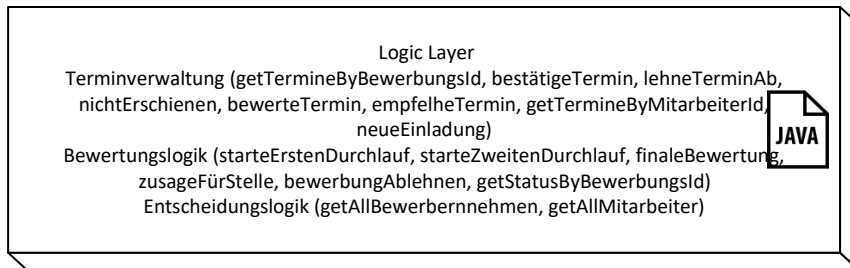 Logic Layer
Terminverwaltung (getTermineByBewerbungsId, bestätigeTermin, lehneTerminAb,
nichtErschienen, bewerteTermin, empfelheTermin, getTermineByMitarbeiterId,
neueEinladung)
JAVA
Bewertungslogik (starteErstenDurchlauf, starteZweitenDurchlauf, finaleBewertung,
zusageFürStelle, bewerbungAblehnen, getStatusByBewerbungsId)
Entscheidungslogik (getAllBewerbernnehmen, getAllMitarbeiter)